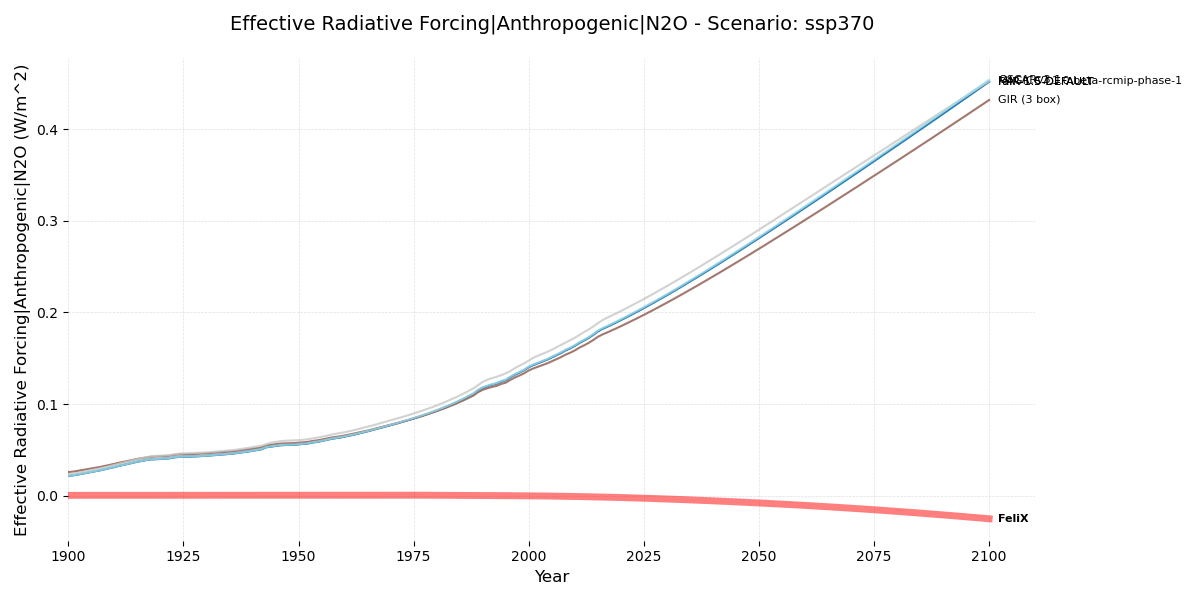 Effective Radiative Forcing|Anthropogenic|N2O - Scenario: ssp370
Effective Radiative Forcing|Anthropogenic|N2O (W/m^2)
0.4
0.3
0.2
0.1
0.0
GIR (3 box)
FeliX
1900
1925
1950
1975
2000
2025
2050
2075
2100
Year